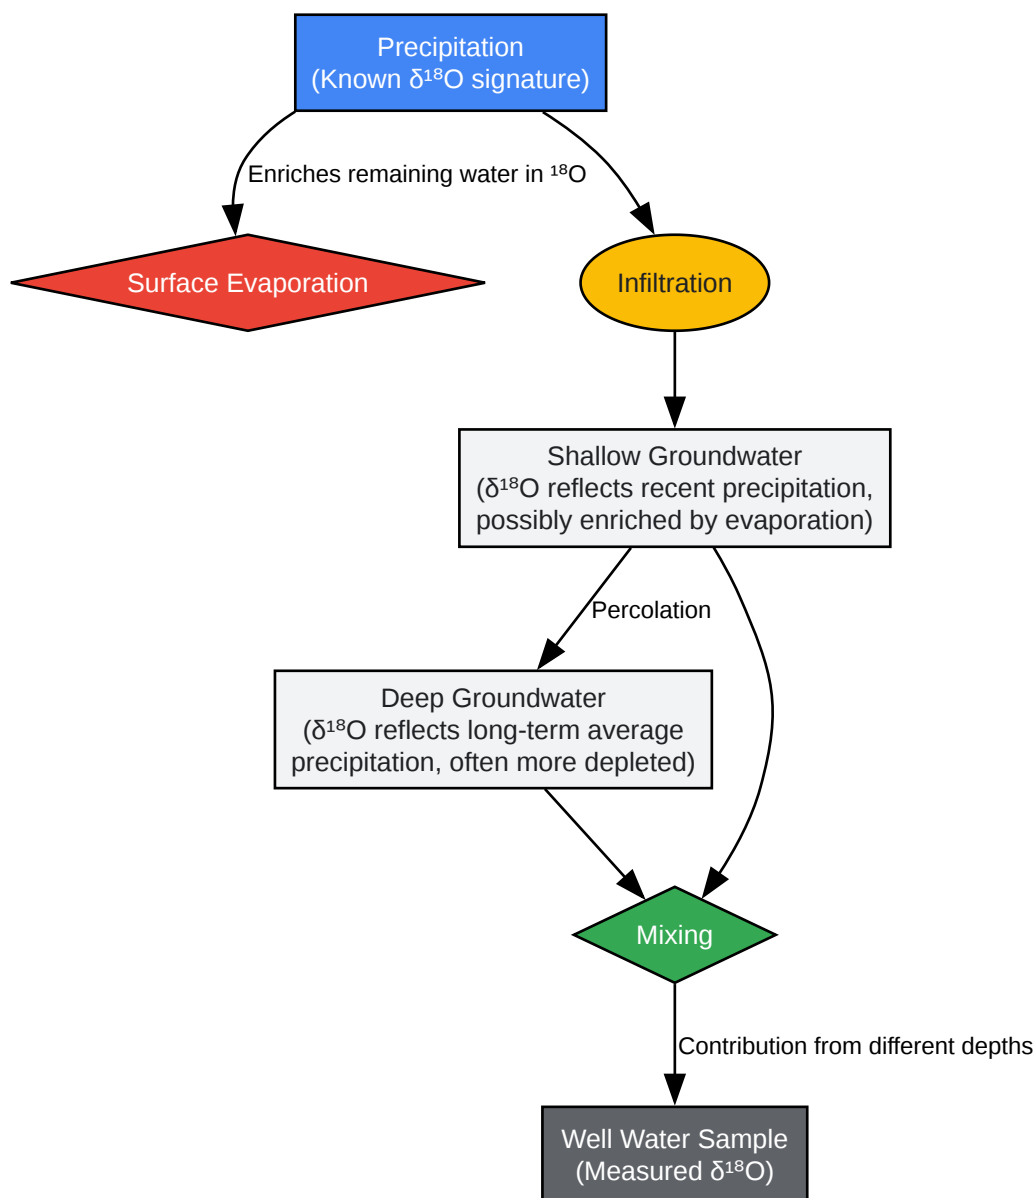 Precipitation
(Known δ¹⁸O signature)
Enriches remaining water in ¹⁸O
Surface Evaporation
Infiltration
Shallow Groundwater
(δ¹⁸O reflects recent precipitation,
possibly enriched by evaporation)
Percolation
Deep Groundwater
(δ¹⁸O reflects long-term average
precipitation, often more depleted)
Mixing
Contribution from different depths
Well Water Sample
(Measured δ¹⁸O)